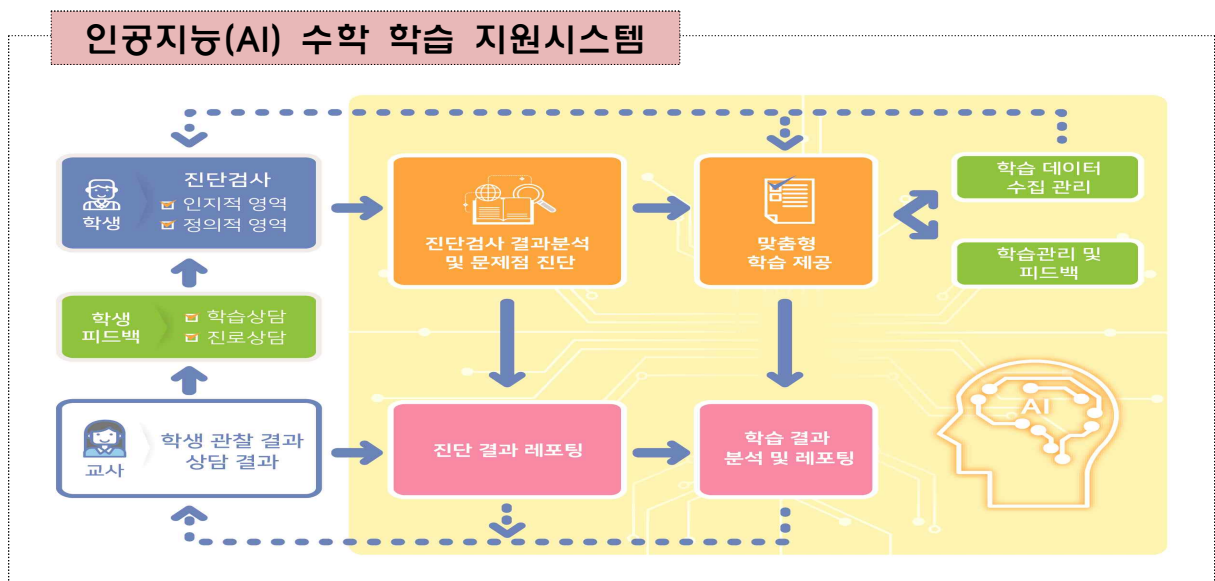 인공지능(AI) 수학 학습 지원시스템
학생
진단검사
인지적 영역
정의적 영역
진단검사 결과분석
및 문제점 진단
맞춤형
학습 제공
학습 데이터
수집 관리
학습관리 및
피드백
학생
피드백
학습상담
진로상담
교사
학생 관찰 결과
상담 결과
진단 결과 레포팅
학습 결과
분석 및 레포팅
AI